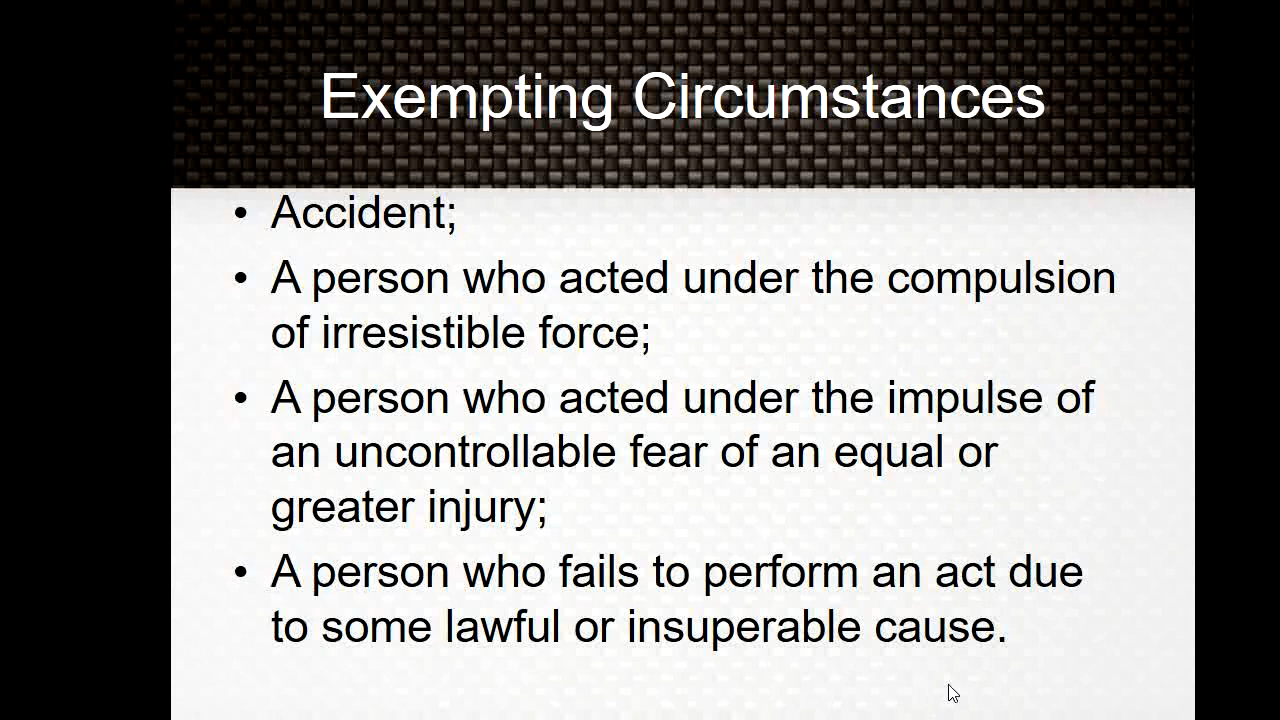 Exempting Circumstances
• Accident;
• A person who acted under the compulsion
of irresistible force;
• A person who acted under the impulse of
an uncontrollable fear of an equal or
greater injury;
• A person who fails to perform an act due
to some lawful or insuperable cause.